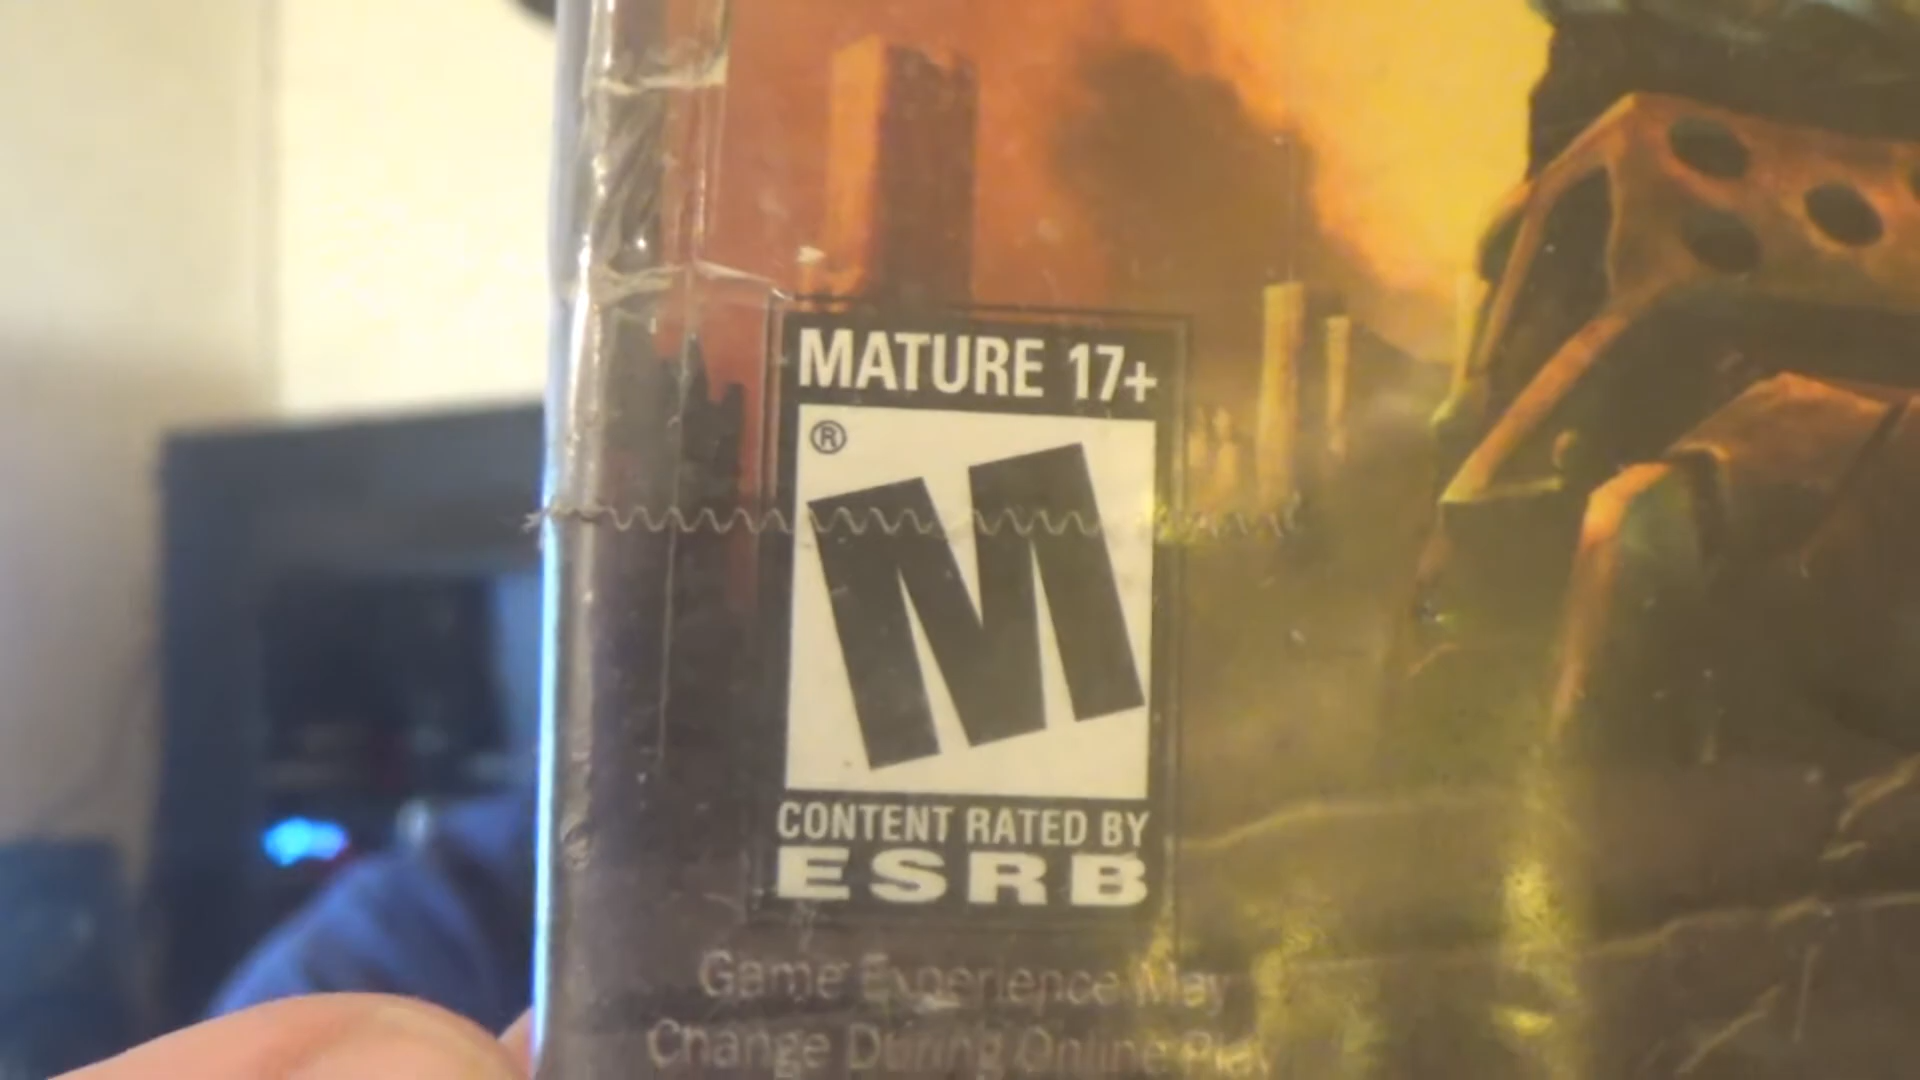 MATURE 17+
®
M
CONTENT RATED BY
ESRB
Game Experience May
Change During Online Play